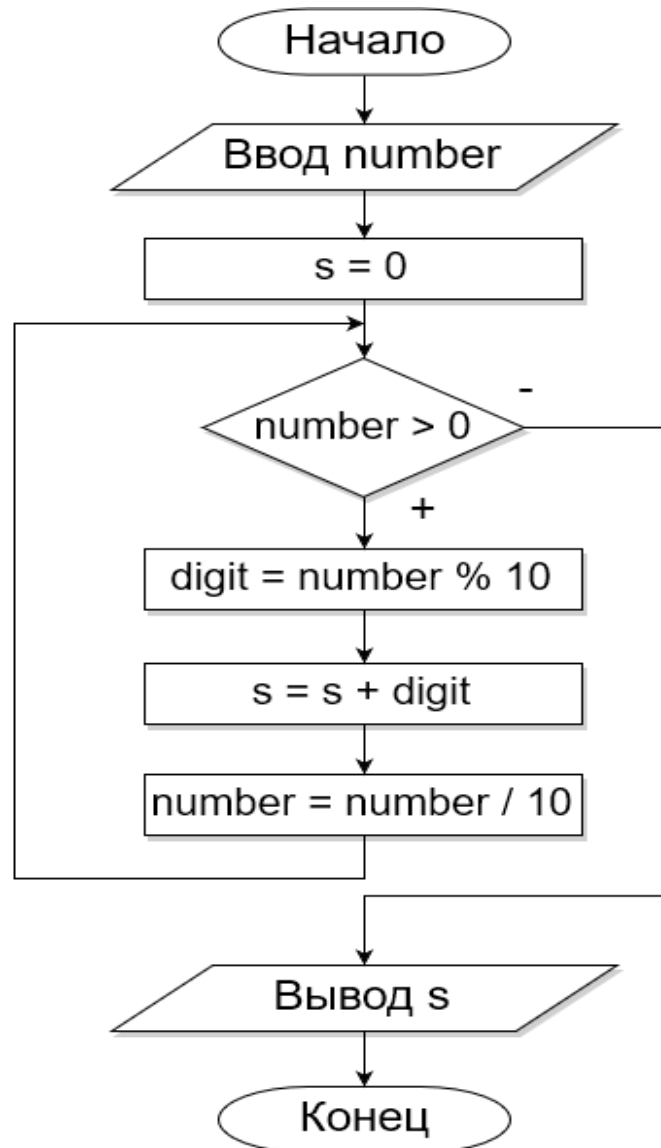 Начало
Ввод number
s = 0
number > 0
-
+
digit = number % 10
s = s + digit
number = number / 10
Вывод s
Конец